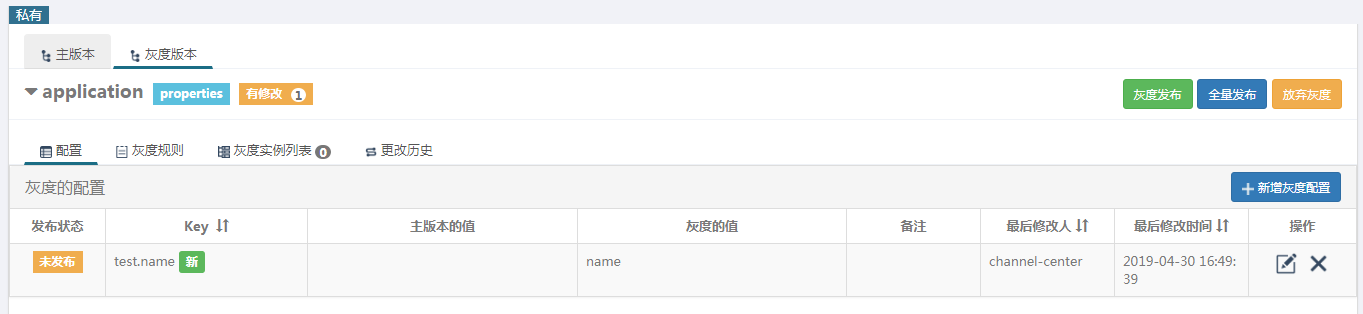 私有
主版本 灰度版本
application properties 有修改 1 灰度发布 全量发布 放弃灰度
配置 灰度规则 灰度实例列表 0 更改历史
灰度的配置 新增灰度配置
发布状态 Key 主版本的值 灰度的值 备注 最后修改人 最后修改时间 操作
未发布 test.name 新 name channel-center 2019-04-30 16:49:
39